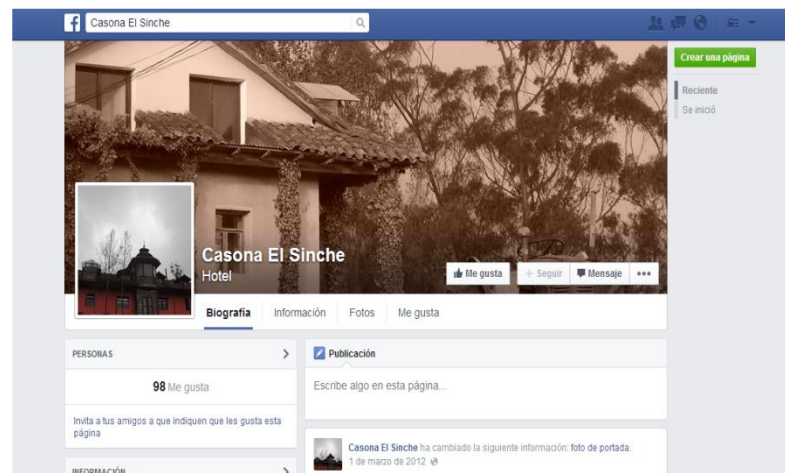 Casona El Sinche
Crear una página
Reciente
Se inició
Casona El Sinche
Hotel
Me gusta
+ Seguir
Mensaje
Biografía
Información
Fotos
Me gusta
PERSONAS
98 Me gusta
Invita a tus amigos a que indiquen que les gusta esta
página
INFORMACIÓN
Publicación
Escribe algo en esta página...
Casona El Sinche ha cambiado la siguiente información: foto de portada.
1 de marzo de 2012